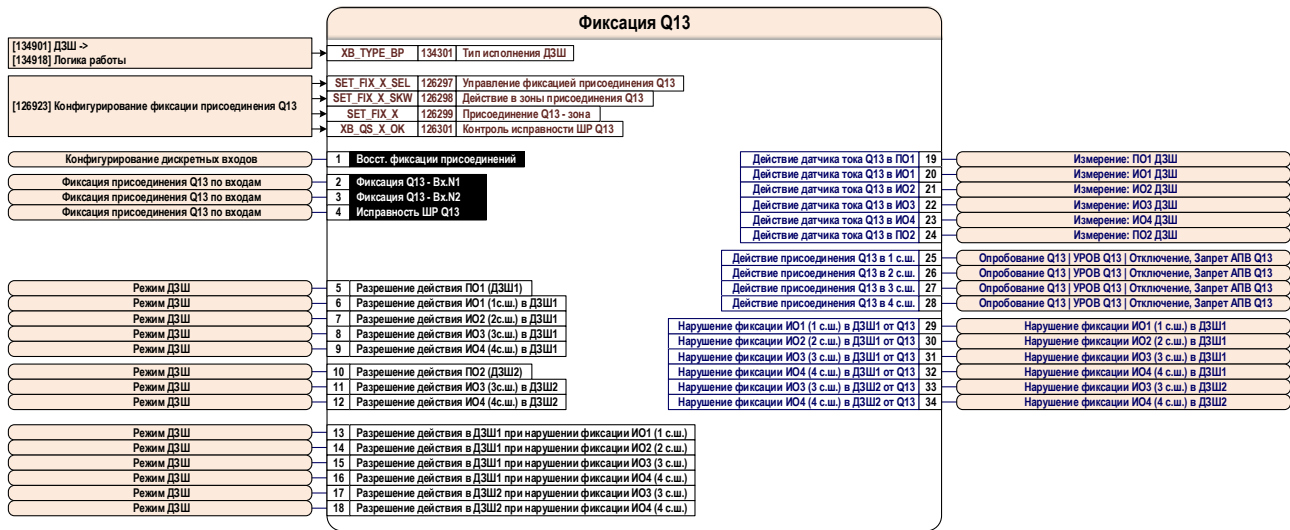 Фиксация Q13
[134901] ДЗШ ->
[134918] Логика работы
XB_TYPE_BP 134301 Тип исполнения ДЗШ
[126923] Конфигурирование фиксации присоединения Q13
SET_FIX_X_SEL 126297 Управление фиксацией присоединения Q13
SET_FIX_X_SKW 126298 Действие в зоны присоединения Q13
SET_FIX_X 126299 Присоединение Q13 - зона
XB_QS_X_OK 126301 Контроль исправности ШР Q13
Конфигурирование дискретных входов 1 Восст. фиксации присоединений
Фиксация присоединения Q13 по входам 2 Фиксация Q13 - Вх.N1
Фиксация присоединения Q13 по входам 3 Фиксация Q13 - Вх.N2
Фиксация присоединения Q13 по входам 4 Исправность ШР Q13
Режим ДЗШ 5 Разрешение действия ПО1 (ДЗШ1)
Режим ДЗШ 6 Разрешение действия ИО1 (1с.ш.) в ДЗШ1
Режим ДЗШ 7 Разрешение действия ИО2 (2с.ш.) в ДЗШ1
Режим ДЗШ 8 Разрешение действия ИО3 (3с.ш.) в ДЗШ1
Режим ДЗШ 9 Разрешение действия ИО4 (4с.ш.) в ДЗШ1
Режим ДЗШ 10 Разрешение действия ПО2 (ДЗШ2)
Режим ДЗШ 11 Разрешение действия ИО3 (3с.ш.) в ДЗШ2
Режим ДЗШ 12 Разрешение действия ИО4 (4с.ш.) в ДЗШ2
Режим ДЗШ 13 Разрешение действия в ДЗШ1 при нарушении фиксации ИО1 (1 с.ш.)
Режим ДЗШ 14 Разрешение действия в ДЗШ1 при нарушении фиксации ИО2 (2 с.ш.)
Режим ДЗШ 15 Разрешение действия в ДЗШ1 при нарушении фиксации ИО3 (3 с.ш.)
Режим ДЗШ 16 Разрешение действия в ДЗШ1 при нарушении фиксации ИО4 (4 с.ш.)
Режим ДЗШ 17 Разрешение действия в ДЗШ2 при нарушении фиксации ИО3 (3 с.ш.)
Режим ДЗШ 18 Разрешение действия в ДЗШ2 при нарушении фиксации ИО4 (4 с.ш.)
Действие датчика тока Q13 в ПО1 19 Измерение: ПО1 ДЗШ
Действие датчика тока Q13 в ИО1 20 Измерение: ИО1 ДЗШ
Действие датчика тока Q13 в ИО2 21 Измерение: ИО2 ДЗШ
Действие датчика тока Q13 в ИО3 22 Измерение: ИО3 ДЗШ
Действие датчика тока Q13 в ИО4 23 Измерение: ИО4 ДЗШ
Действие датчика тока Q13 в ПО2 24 Измерение: ПО2 ДЗШ
Действие присоединения Q13 в 1 с.ш. 25 Опробование Q13 | УРОВ Q13 | Отключение, Запрет АПВ Q13
Действие присоединения Q13 в 2 с.ш. 26 Опробование Q13 | УРОВ Q13 | Отключение, Запрет АПВ Q13
Действие присоединения Q13 в 3 с.ш. 27 Опробование Q13 | УРОВ Q13 | Отключение, Запрет АПВ Q13
Действие присоединения Q13 в 4 с.ш. 28 Опробование Q13 | УРОВ Q13 | Отключение, Запрет АПВ Q13
Нарушение фиксации ИО1 (1 с.ш.) в ДЗШ1 от Q13 29 Нарушение фиксации ИО1 (1 с.ш.) в ДЗШ1
Нарушение фиксации ИО2 (2 с.ш.) в ДЗШ1 от Q13 30 Нарушение фиксации ИО2 (2 с.ш.) в ДЗШ1
Нарушение фиксации ИО3 (3 с.ш.) в ДЗШ1 от Q13 31 Нарушение фиксации ИО3 (3 с.ш.) в ДЗШ1
Нарушение фиксации ИО4 (4 с.ш.) в ДЗШ1 от Q13 32 Нарушение фиксации ИО4 (4 с.ш.) в ДЗШ1
Нарушение фиксации ИО3 (3 с.ш.) в ДЗШ2 от Q13 33 Нарушение фиксации ИО3 (3 с.ш.) в ДЗШ2
Нарушение фиксации ИО4 (4 с.ш.) в ДЗШ2 от Q13 34 Нарушение фиксации ИО4 (4 с.ш.) в ДЗШ2